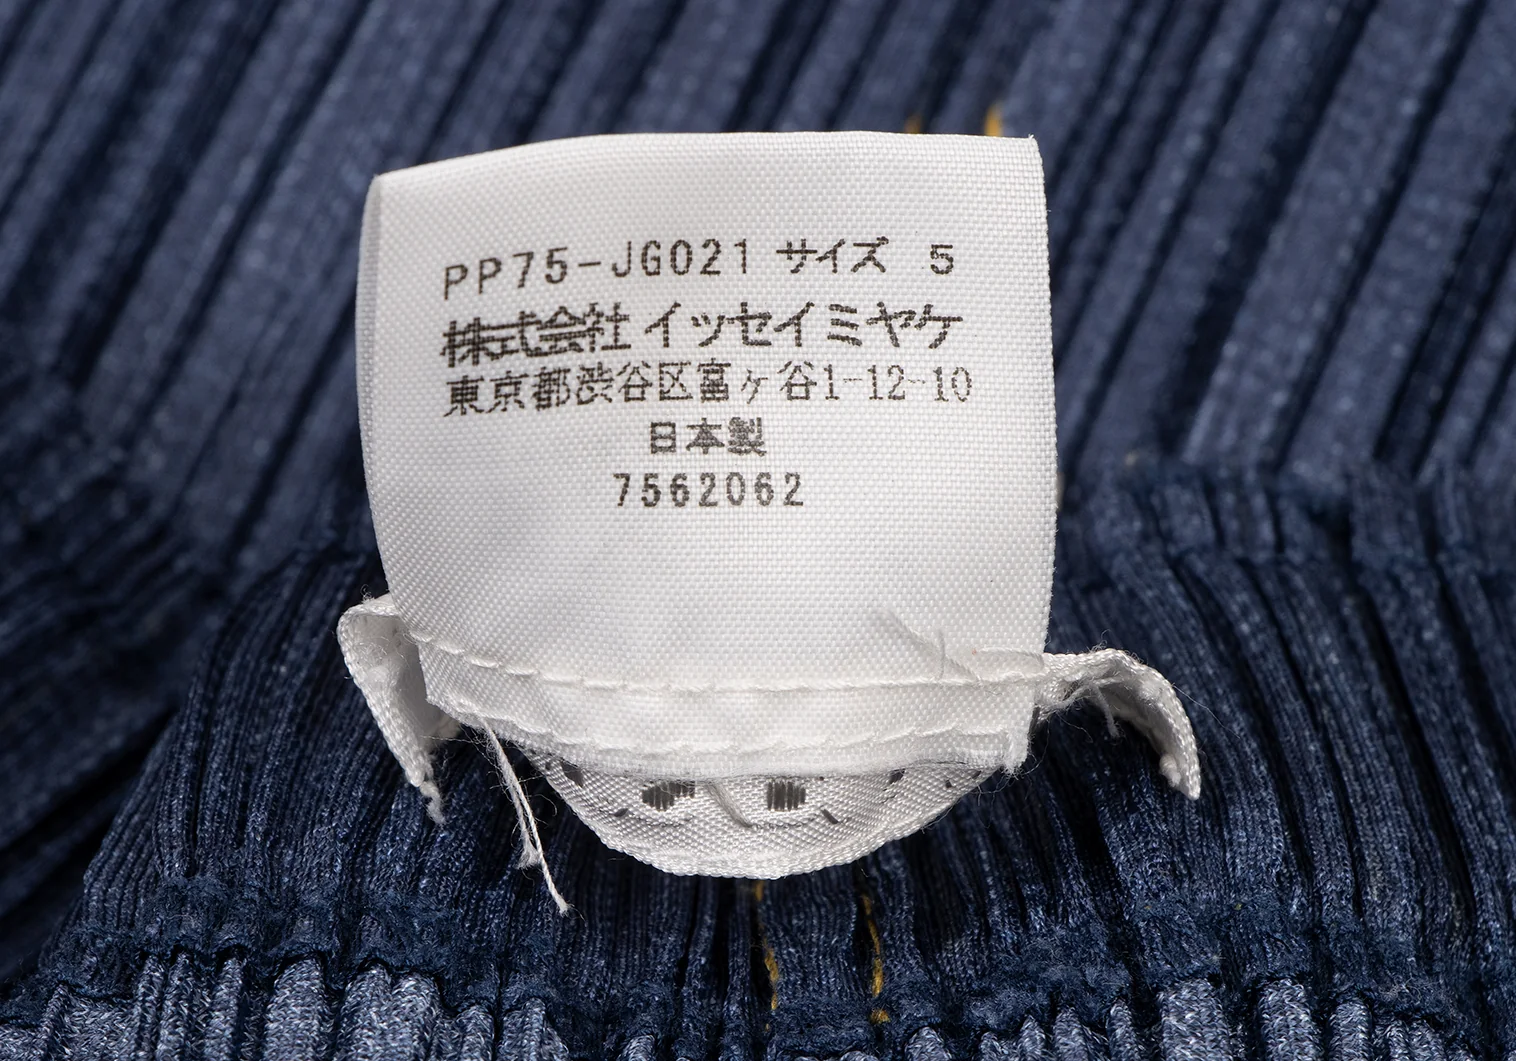 PP75-JG021 サイズ 5
株式会社 イッセイミヤケ
東京都渋谷区富ヶ谷1-12-10
日本製
7562062